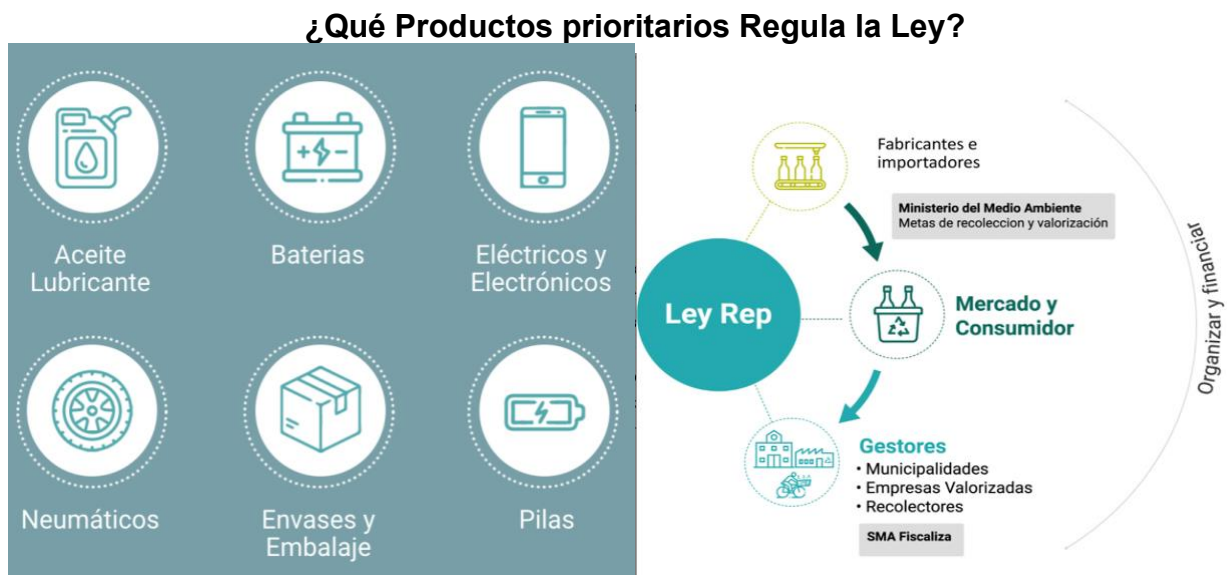 ¿Qué Productos prioritarios Regula la Ley?
Aceite
Lubricante
Baterias
Eléctricos y
Electrónicos
Neumáticos
Envases y
Embalaje
Pilas
Fabricantes e
importadores
Ministerio del Medio Ambiente
Metas de recoleccion y valorización
Ley Rep
Mercado y
Consumidor
Gestores
• Municipalidades
• Empresas Valorizadas
• Recolectores
SMA Fiscaliza
Organizar y financiar